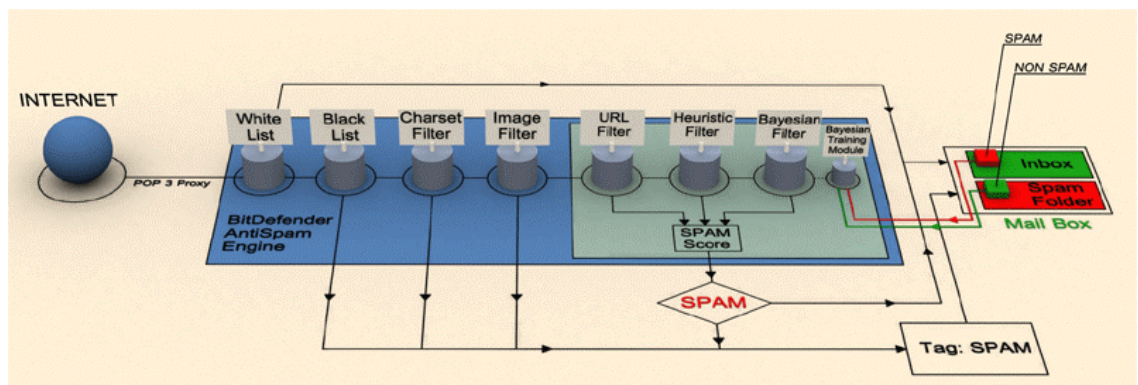 SPAM
NON SPAM
INTERNET
White
List
Black
List
Charset
Filter
Image
Filter
URL
Filter
Heuristic
Filter
Bayesian
Filter
Bayesian
Training
Module
POP 3 Proxy
Inbox
Spam
Folder
Mail Box
BitDefender
AntiSpam
Engine
SPAM
Score
SPAM
Tag: SPAM